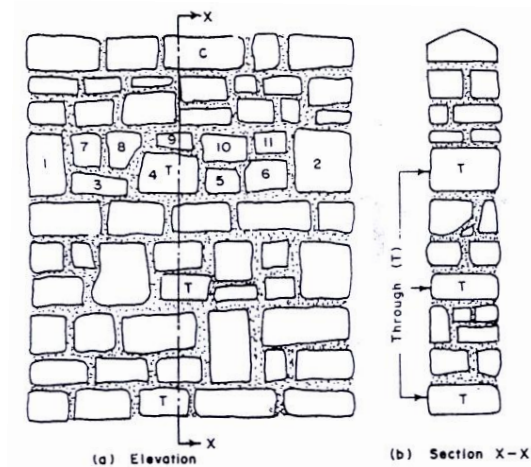 X
C
7 8 9 10 11
1 T 2
3 4 5 6
T
T
X
(a) Elevation
T
T
T
Through (T)
(b) Section X-X